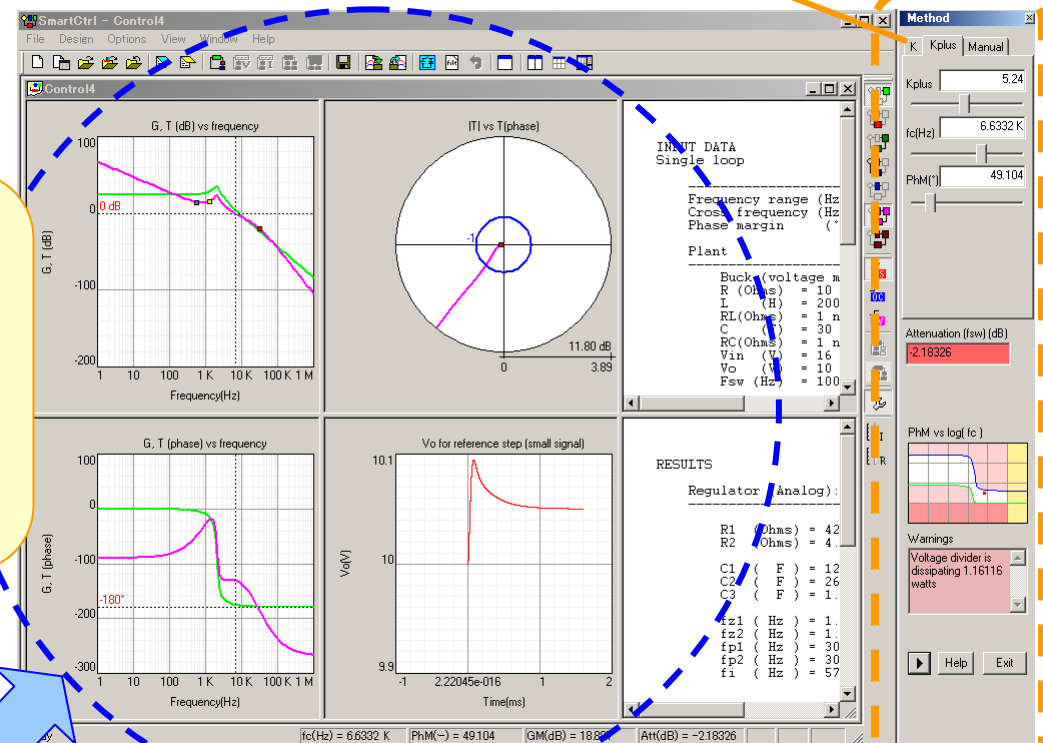 SmartCtrl - Control4
File Design Options View Window Help
Control4
G, T (dB) vs frequency
100
0
0 dB
-100
-200
G, T (dB)
1 10 100 1 K 10 K 100 K 1 M
Frequency(Hz)
|T| vs T(phase)
-1
11.80 dB
0 3.89
INPUT DATA
Single loop
Frequency range (Hz
Cross frequency (Hz
Phase margin (°
Plant
Buck (voltage m
R (Ohms) = 10
L (H) = 200
RL(Ohms) = 1 n
C (F) = 30
RC(Ohms) = 1 n
Vin (V) = 16
Vo (V) = 10
Fsw (Hz) = 100
G, T (phase) vs frequency
100
0
-100
-180°
-200
-300
G, T (phase)
1 10 100 1 K 10 K 100 K 1 M
Frequency(Hz)
Vo for reference step (small signal)
10.1
10
9.9
Vo(V)
-1 2.22045e-016 1 2
Time(ms)
RESULTS
Regulator (Analog):
R1 (Ohms) = 42
R2 (Ohms) = 4.
C1 ( F ) = 12
C2 ( F ) = 26
C3 ( F ) = 1.
fz1 ( Hz ) = 1.
fz2 ( Hz ) = 1.
fp1 ( Hz ) = 30
fp2 ( Hz ) = 30
fi ( Hz ) = 57
fc(Hz) = 6.6332 K PhM(~) = 49.104 GM(dB) = Att(dB) = -2.18326
Method
K Kplus Manual
Kplus 5.24
fc(Hz) 6.6332 K
PhM(°) 49.104
Attenuation (fsw) (dB)
-2.18326
PhM vs log( fc )
Warnings
Voltage divider is
dissipating 1.16116
watts
Help Exit